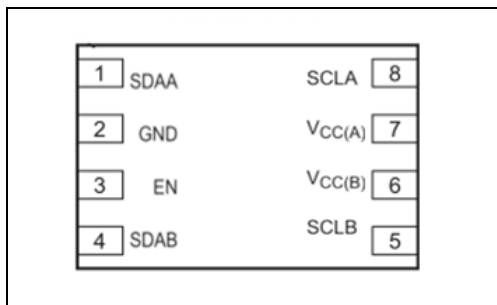 1 SDAA SCLA 8
2 GND VCC(A) 7
3 EN VCC(B) 6
4 SDAB SCLB 5